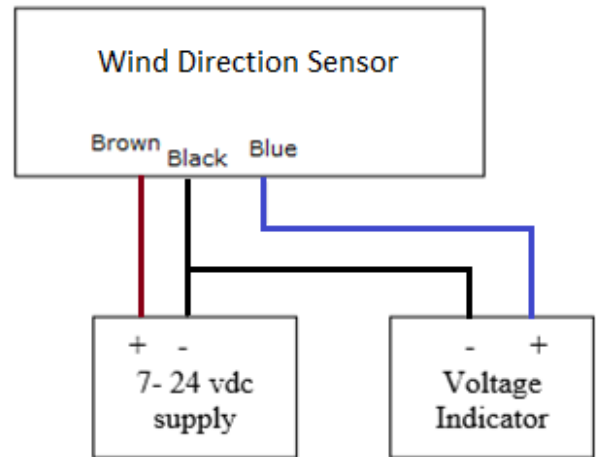 Wind Direction Sensor
Brown Black Blue
+ -
7- 24 vdc
supply
- +
Voltage
Indicator